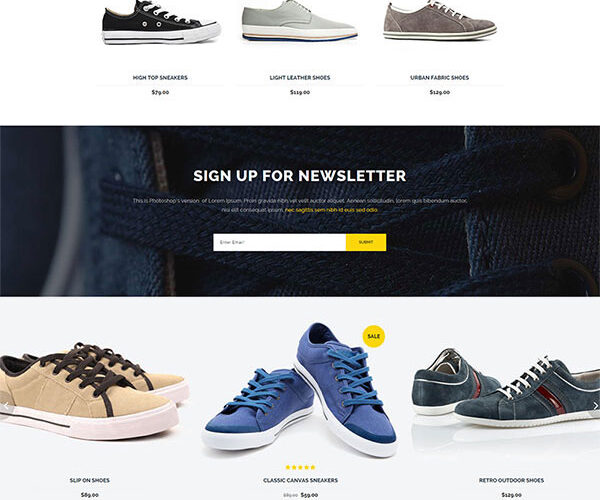 HIGH TOP SNEAKERS
LIGHT LEATHER SHOES
URBAN FABRIC SHOES
$79.00
$119.00
$129.00
SIGN UP FOR NEWSLETTER
This is Photoshop's version of Lorem Ipsum. Proin gravida nibh vel velit auctor aliquet. Aenean sollicitudin, lorem quis bibendum auctor,
nisi elit consequat ipsum, nec sagittis sem nibh id euis sed odio.
Enter Email*
SUBMIT
SALE
SLIP ON SHOES
CLASSIC CANVAS SNEAKERS
RETRO OUTDOOR SHOES
$89.00
$89.00 $59.00
$129.00